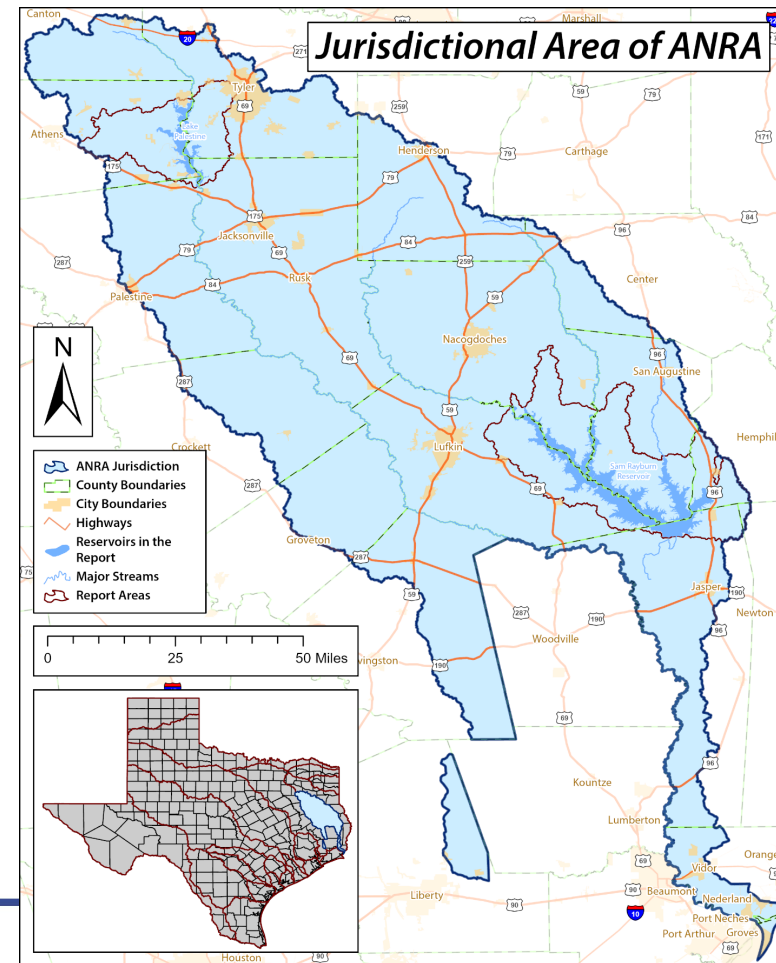 Canton
Marshall
20
Jurisdictional Area of ANRA
271
Tyler
69
59
79
259
Lake
Palestine
171
Athens
Henderson
Carthage
175
79
79
175
84
Jacksonville
96
79
69
84
287
259
84
Rusk
Center
Palestine
59
N
Nacogdoches
69
96
San Augustine
287
59
Crockett
Lufkin
Hemphil
Sam Rayburn
Reservoir
287
69
96
ANRA Jurisdiction
County Boundaries
City Boundaries
Highways
Reservoirs in the
Report
Major Streams
Report Areas
Groveton
287
75
59
Jasper
190
287
190
Newton
96
Woodville
0 25 50 Miles
vingston
190
69
96
Kountze
Lumberton
69
Vidor
Orange
90
Beaumont
Liberty
90
Nederland
10
Port Neches
Port Arthur
Groves
69
Houston
90